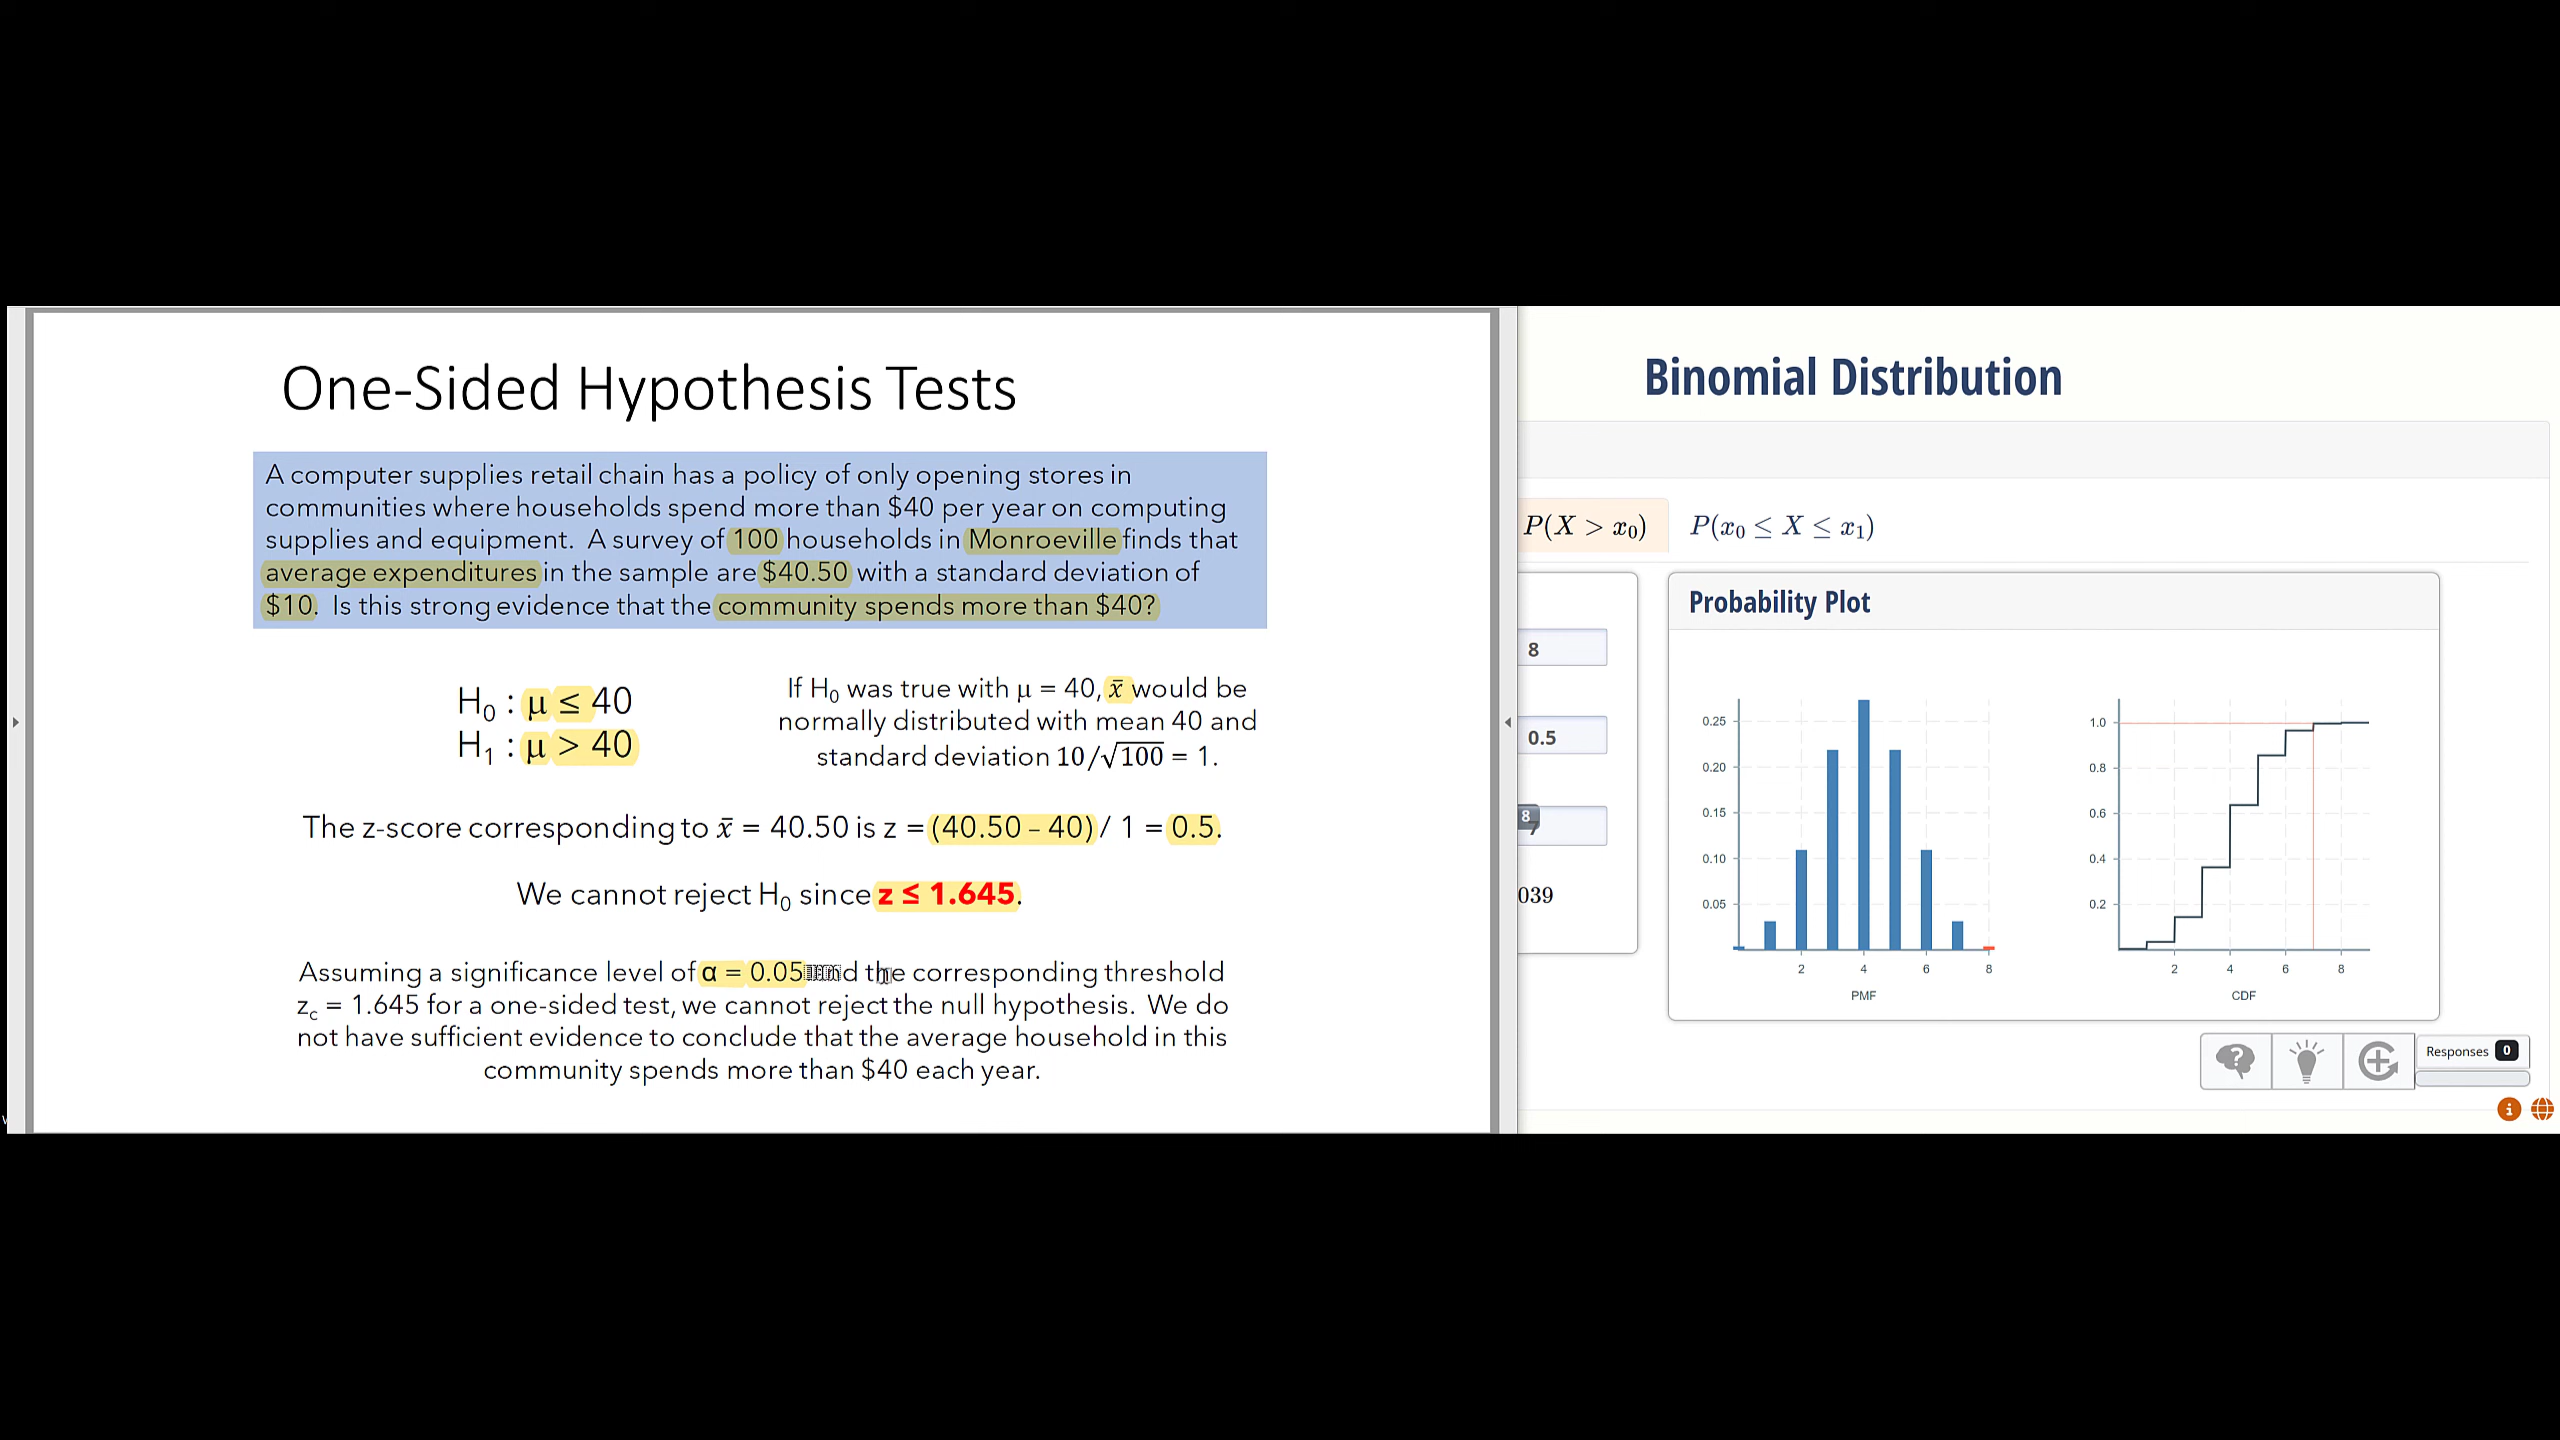 One-Sided Hypothesis Tests
A computer supplies retail chain has a policy of only opening stores in
communities where households spend more than $40 per year on computing
supplies and equipment. A survey of 100 households in Monroeville finds that
average expenditures in the sample are $40.50 with a standard deviation of
$10. Is this strong evidence that the community spends more than $40?
H₀ : μ ≤ 40
H₁ : μ > 40
If H₀ was true with μ = 40, x̄ would be
normally distributed with mean 40 and
standard deviation 10/√100 = 1.
The z-score corresponding to x̄ = 40.50 is z = (40.50 – 40) / 1 = 0.5.
We cannot reject H₀ since z ≤ 1.645.
Assuming a significance level of α = 0.05 the corresponding threshold
z꜀ = 1.645 for a one-sided test, we cannot reject the null hypothesis. We do
not have sufficient evidence to conclude that the average household in this
community spends more than $40 each year.
Binomial Distribution
P(X > x₀) P(x₀ ≤ X ≤ x₁)
8
0.5
8
7
039
Probability Plot
0.25
0.20
0.15
0.10
0.05
2 4 6 8
PMF
1.0
0.8
0.6
0.4
0.2
2 4 6 8
CDF
Responses 0